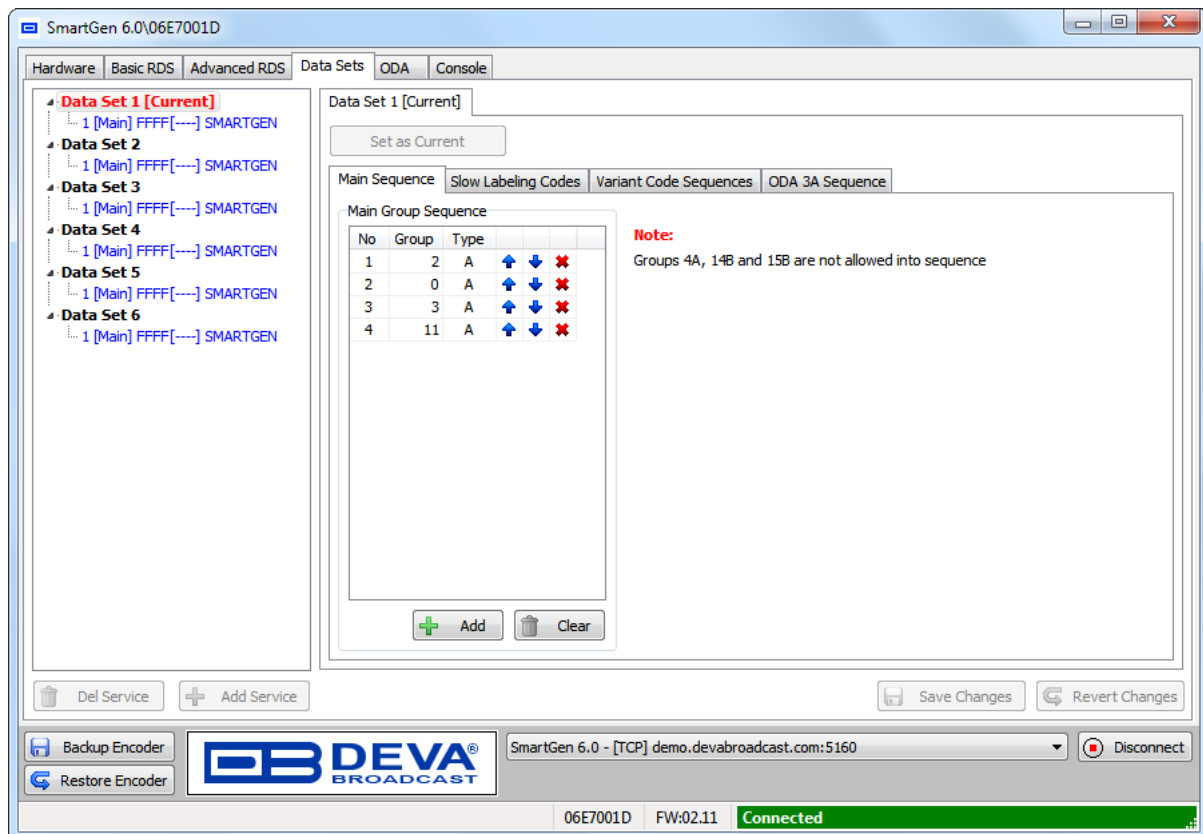 SmartGen 6.0\06E7001D
Hardware Basic RDS Advanced RDS Data Sets ODA Console
Data Set 1 [Current]
1 [Main] FFFF[----] SMARTGEN
Data Set 2
1 [Main] FFFF[----] SMARTGEN
Data Set 3
1 [Main] FFFF[----] SMARTGEN
Data Set 4
1 [Main] FFFF[----] SMARTGEN
Data Set 5
1 [Main] FFFF[----] SMARTGEN
Data Set 6
1 [Main] FFFF[----] SMARTGEN
Data Set 1 [Current]
Set as Current
Main Sequence Slow Labeling Codes Variant Code Sequences ODA 3A Sequence
Main Group Sequence
No Group Type
1 2 A
2 0 A
3 3 A
4 11 A
Add Clear
Note:
Groups 4A, 14B and 15B are not allowed into sequence
Del Service Add Service Save Changes Revert Changes
Backup Encoder
Restore Encoder
DEVA®
BROADCAST
SmartGen 6.0 - [TCP] demo.devabroadcast.com:5160 Disconnect
06E7001D FW:02.11 Connected